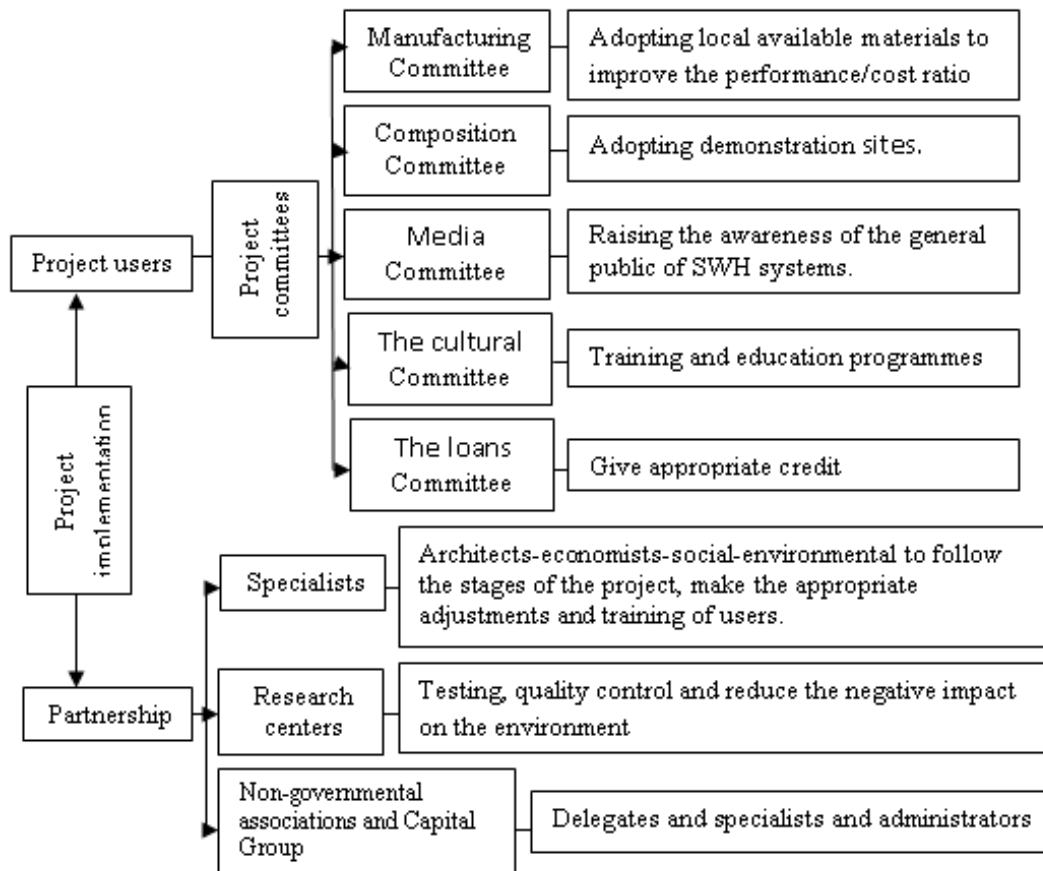 Manufacturing
Committee
Adopting local available materials to
improve the performance/cost ratio
Composition
Committee
Adopting demonstration sites.
Project
committees
Media
Committee
Raising the awareness of the general
public of SWH systems.
Project users
The cultural
Committee
Training and education programmes
The loans
Committee
Give appropriate credit
Project
implementation
Specialists
Architects-economists-social-environmental to follow
the stages of the project, make the appropriate
adjustments and training of users.
Partnership
Research
centers
Testing, quality control and reduce the negative impact
on the environment
Non-governmental
associations and Capital
Group
Delegates and specialists and administrators